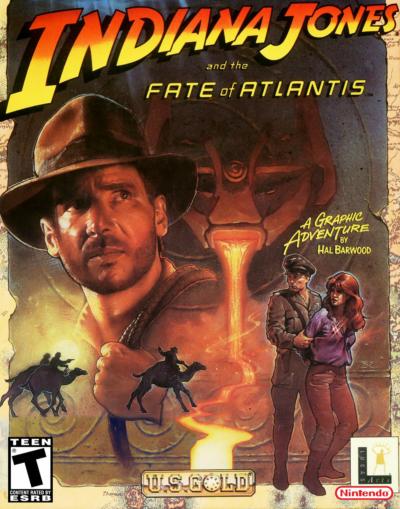 INDIANA JONES
and the
FATE of ATLANTIS
A GRAPHIC
ADVENTURE
BY
HAL BARWOOD
TEEN
T
CONTENT RATED BY
ESRB
U.S. GOLD
Nintendo